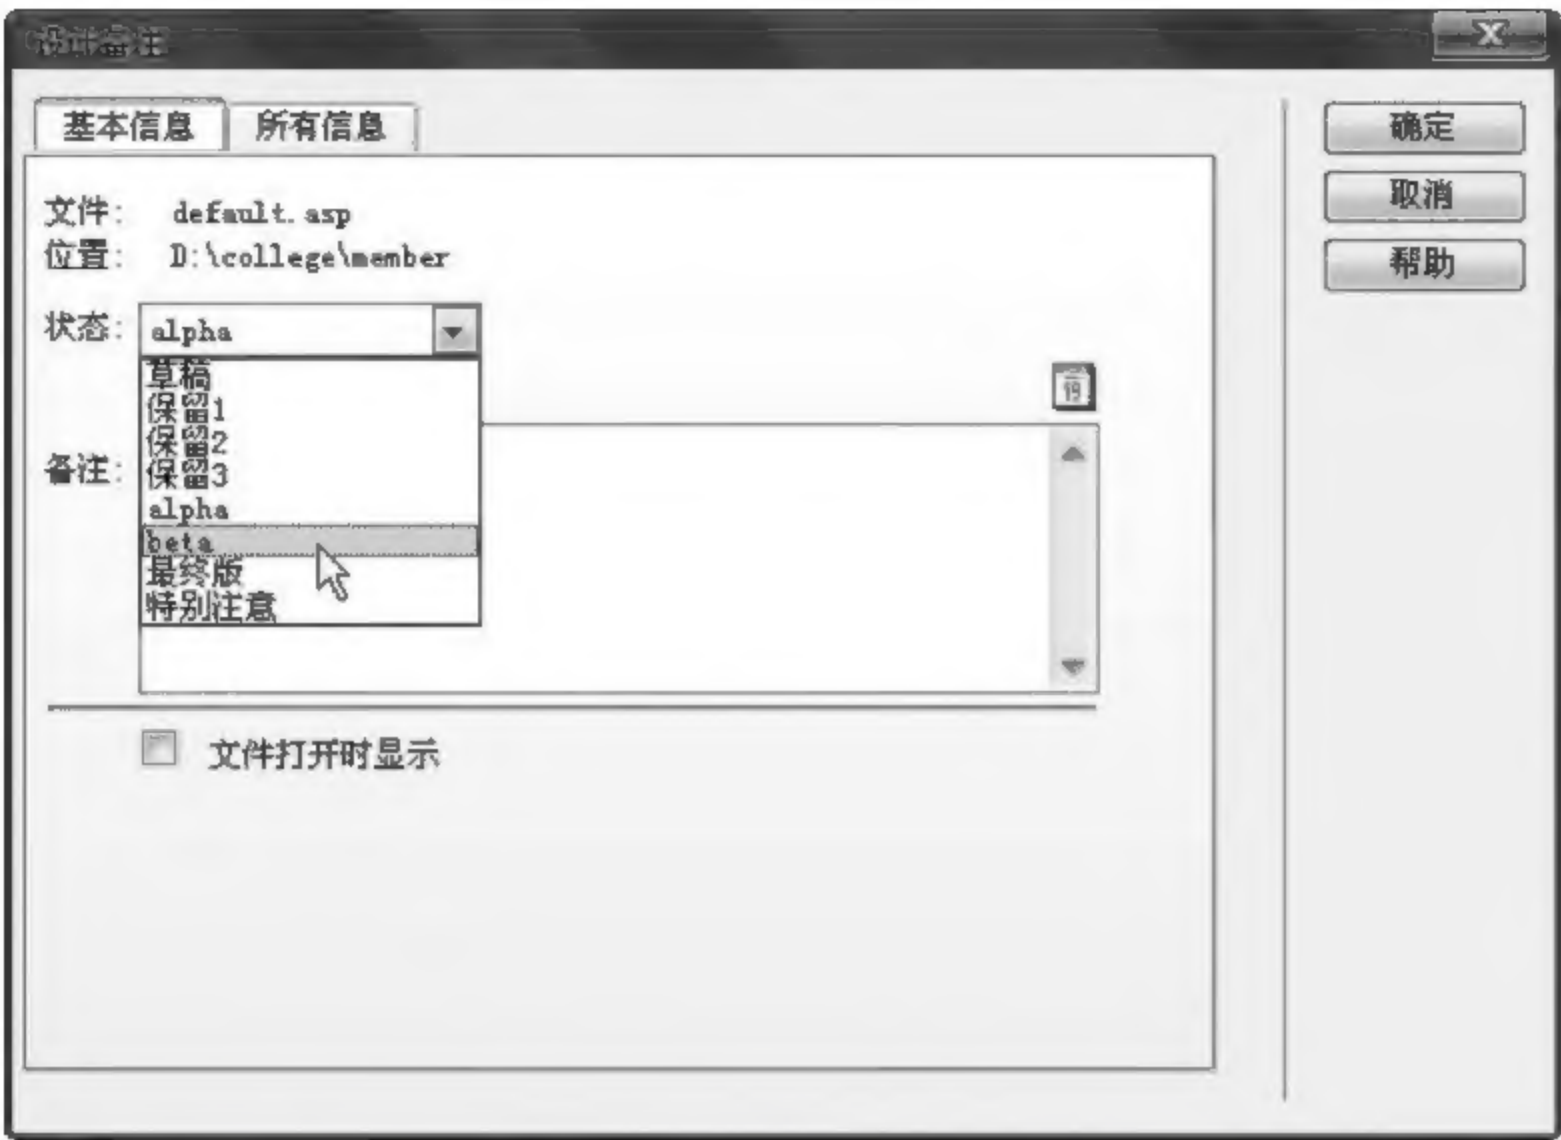 设计备注
X
基本信息 所有信息
确定
取消
帮助
文件: default.asp
位置: D:\college\member
状态: alpha
草稿
保留1
保留2
保留3
alpha
beta
最终版
特别注意
19
备注:
文件打开时显示